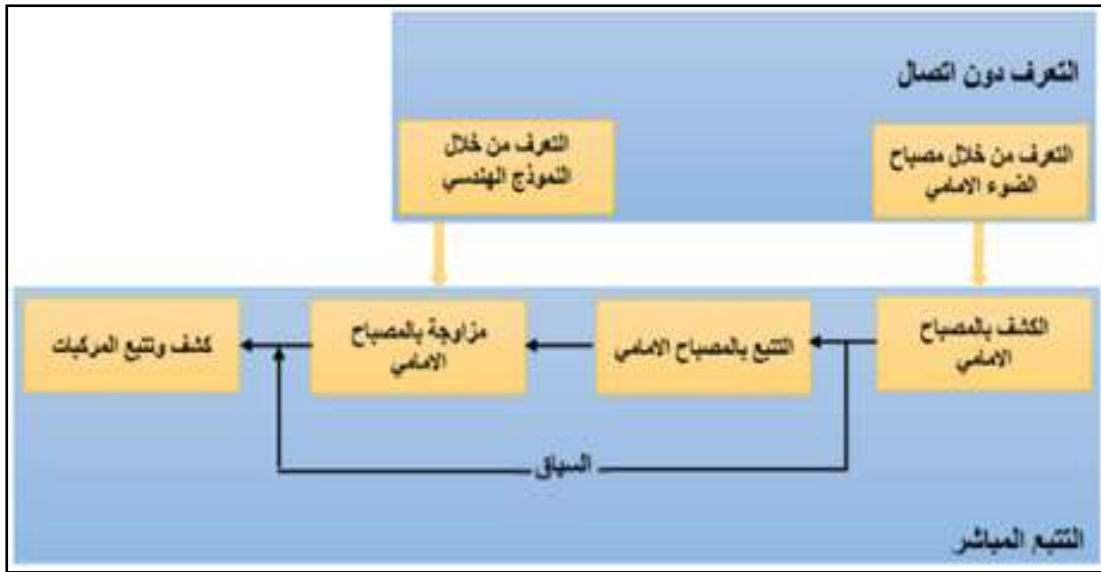 التعرف دون اتصال
التعرف من خلال مصباح
الضوء الامامي
التعرف من خلال
النموذج الهندسي
الكشف بالمصباح
الامامي
التتبع بالمصباح الامامي
مزاوجة بالمصباح
الامامي
كشف وتتبع المركبات
السياق
التتبع المباشر